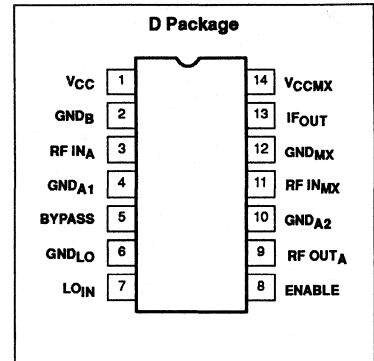 D Package
VCC 1 14 VCCMX
GNDB 2 13 IFOUT
RF INA 3 12 GNDMX
GNDA1 4 11 RF INMX
BYPASS 5 10 GNDA2
GNDLO 6 9 RF OUTA
LOIN 7 8 ENABLE